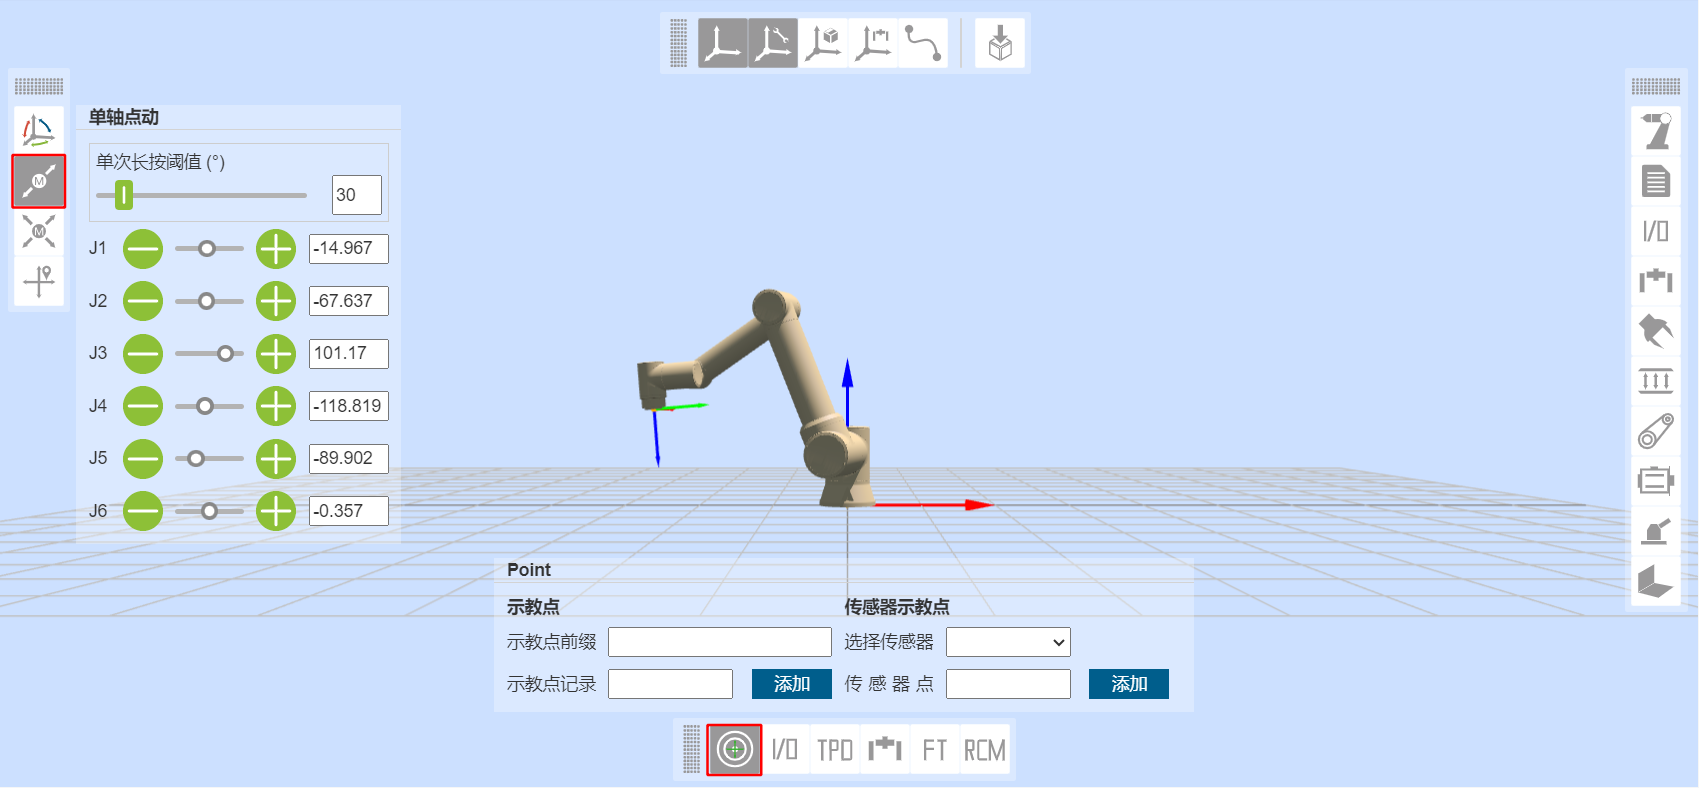 单轴点动
单次长按阈值 (°)
30
J1 -14.967
J2 -67.637
J3 101.17
J4 -118.819
J5 -89.902
J6 -0.357
M
M
I/O
Point
示教点 传感器示教点
示教点前缀 选择传感器
示教点记录 添加 传 感 器 点 添加
I/O TPD FT RCM